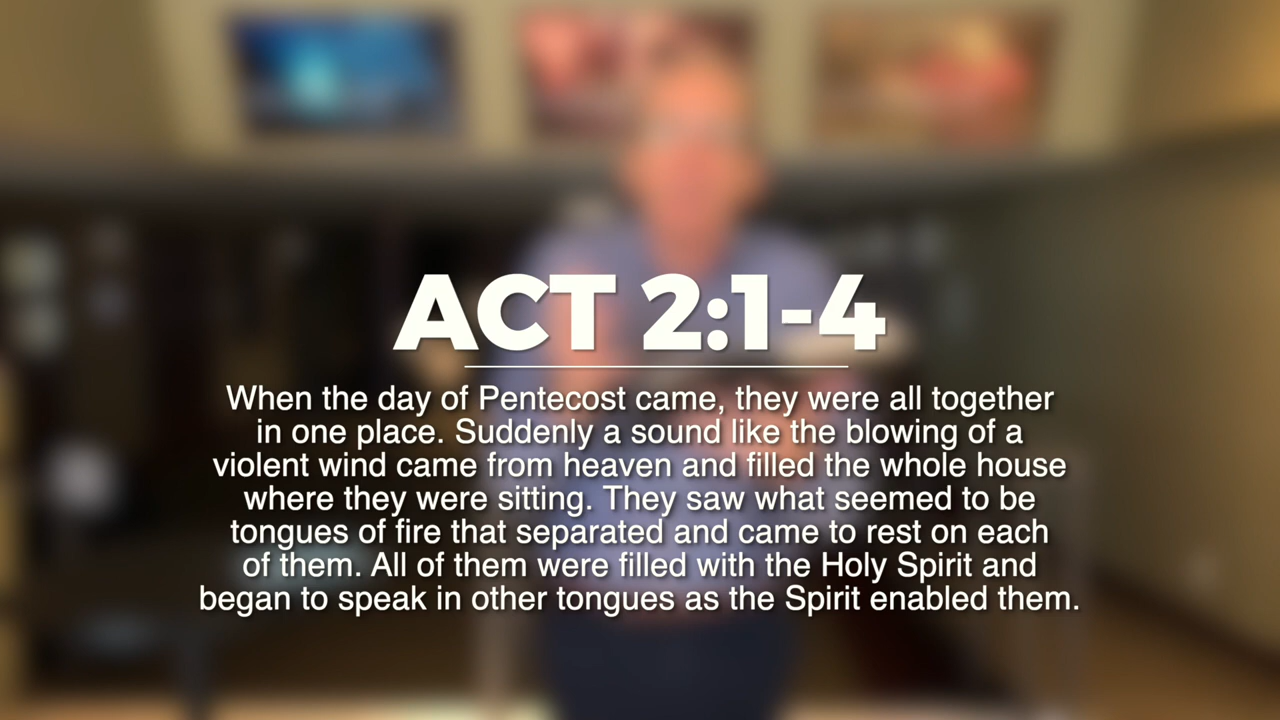 ACT 2:1-4
When the day of Pentecost came, they were all together
in one place. Suddenly a sound like the blowing of a
violent wind came from heaven and filled the whole house
where they were sitting. They saw what seemed to be
tongues of fire that separated and came to rest on each
of them. All of them were filled with the Holy Spirit and
began to speak in other tongues as the Spirit enabled them.